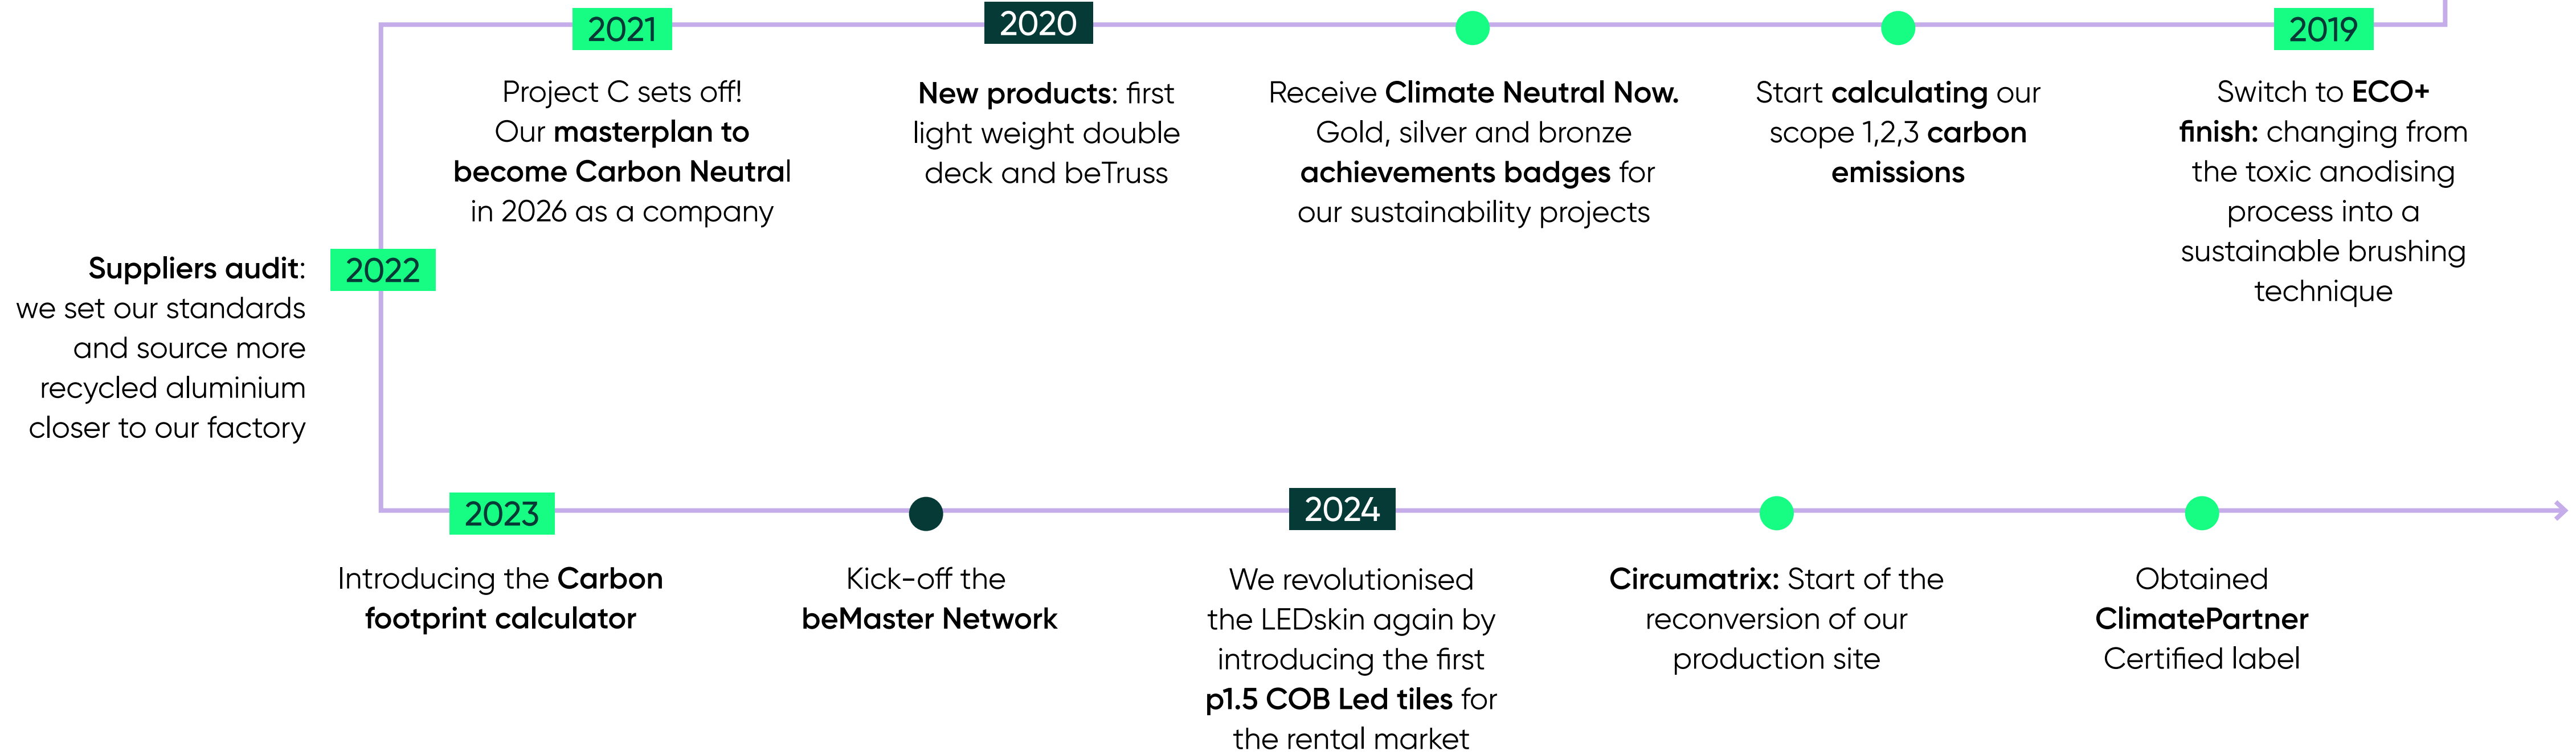 2021
Project C sets off!
Our masterplan to
become Carbon Neutral
in 2026 as a company
2020
New products: first
light weight double
deck and beTruss
Receive Climate Neutral Now.
Gold, silver and bronze
achievements badges for
our sustainability projects
Start calculating our
scope 1,2,3 carbon
emissions
2019
Switch to ECO+
finish: changing from
the toxic anodising
process into a
sustainable brushing
technique
2022
Suppliers audit:
we set our standards
and source more
recycled aluminium
closer to our factory
2023
Introducing the Carbon
footprint calculator
Kick-off the
beMaster Network
2024
We revolutionised
the LEDskin again by
introducing the first
p1.5 COB Led tiles for
the rental market
Circumatrix: Start of the
reconversion of our
production site
Obtained
ClimatePartner
Certified label